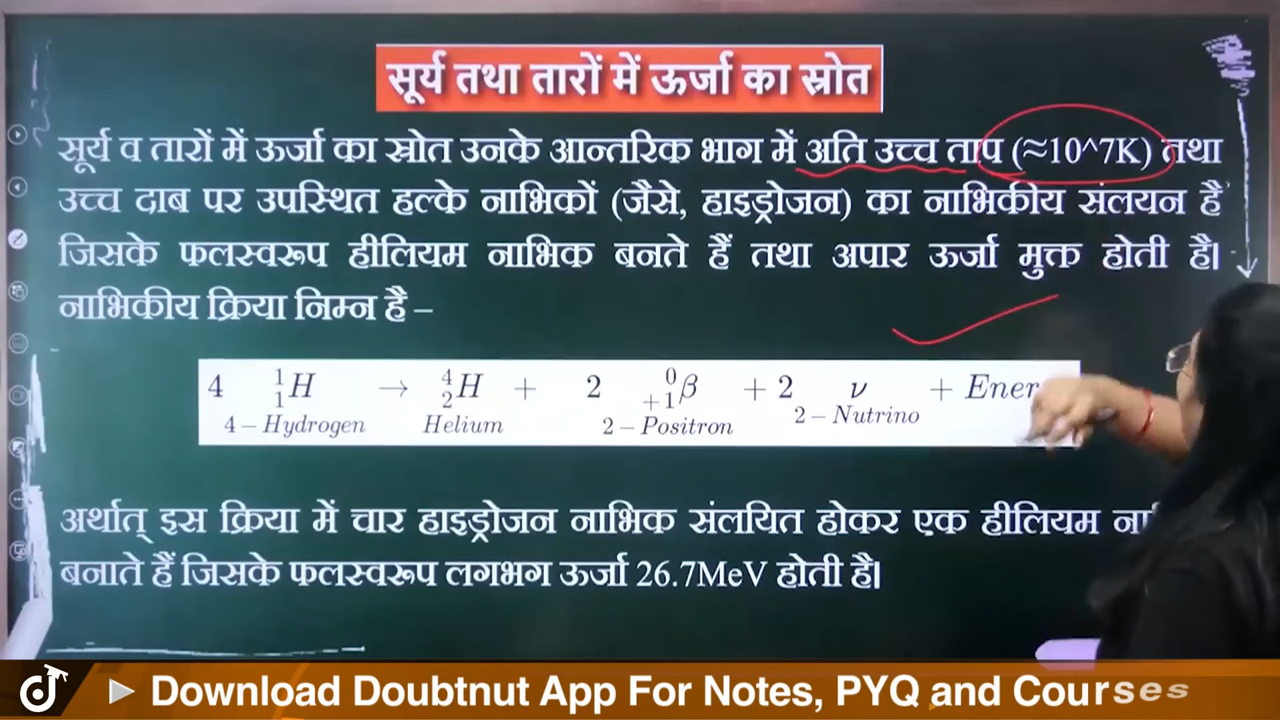 सूर्य तथा तारों में ऊर्जा का स्रोत
सूर्य व तारों में ऊर्जा का स्रोत उनके आन्तरिक भाग में अति उच्च ताप (≈10^7K) तथा
उच्च दाब पर उपस्थित हल्के नाभिकों (जैसे, हाइड्रोजन) का नाभिकीय संलयन है
जिसके फलस्वरूप हीलियम नाभिक बनते हैं तथा अपार ऊर्जा मुक्त होती है।
नाभिकीय क्रिया निम्न है –
4 ¹₁H → ⁴₂H + 2 ⁰₊₁β + 2 ν + Ener
4 – Hydrogen Helium 2 – Positron 2 – Nutrino
अर्थात् इस क्रिया में चार हाइड्रोजन नाभिक संलयित होकर एक हीलियम
बनाते हैं जिसके फलस्वरूप लगभग ऊर्जा 26.7MeV होती है।
Download Doubtnut App For Notes, PYQ and Courses